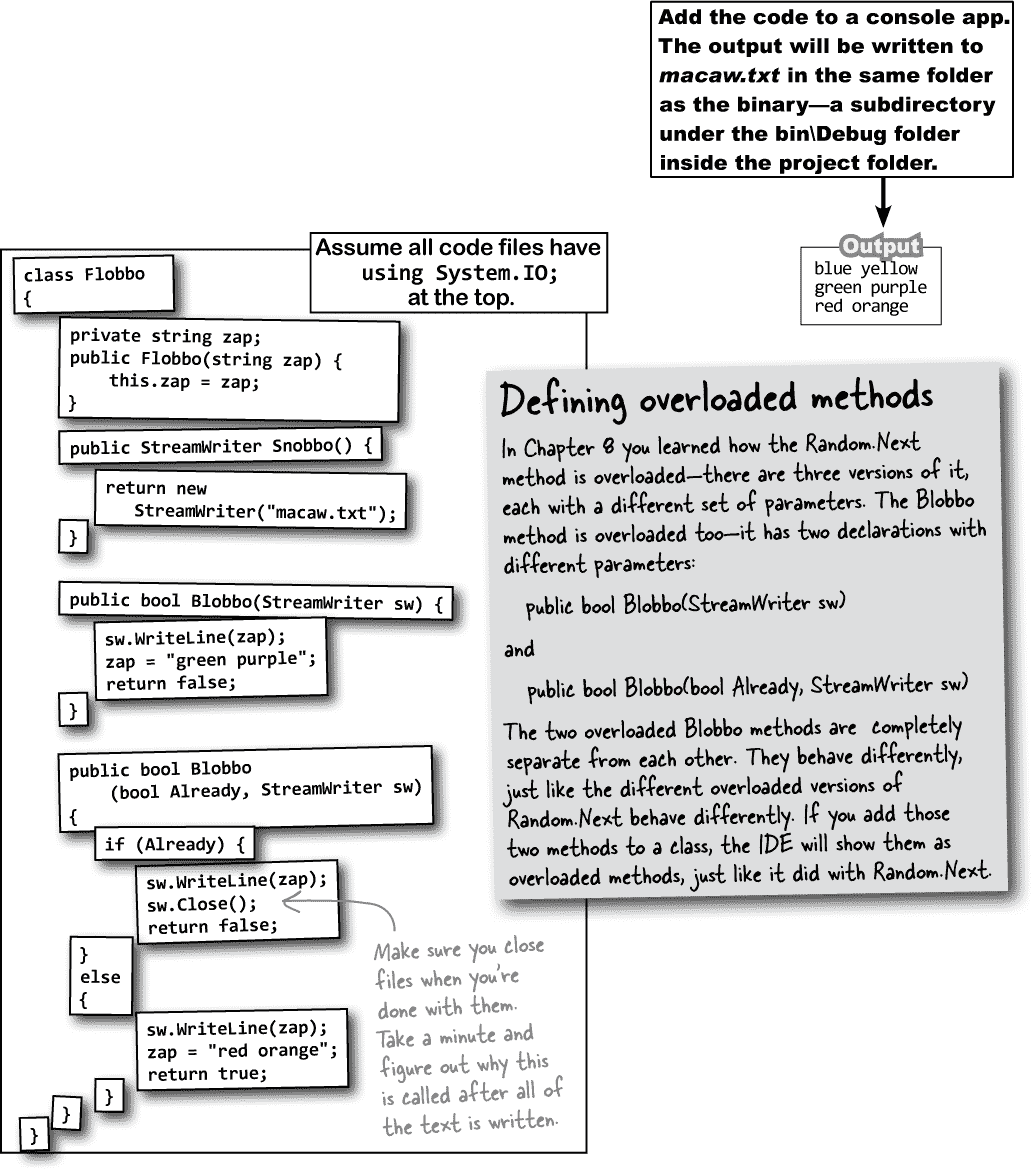 Add the code to a console app.
The output will be written to
macaw.txt in the same folder
as the binary—a subdirectory
under the bin\Debug folder
inside the project folder.
Output
blue yellow
green purple
red orange
Assume all code files have
using System.IO;
at the top.
class Flobbo
{
private string zap;
public Flobbo(string zap) {
this.zap = zap;
}
public StreamWriter Snobbo() {
return new
StreamWriter("macaw.txt");
}
public bool Blobbo(StreamWriter sw) {
sw.WriteLine(zap);
zap = "green purple";
return false;
}
public bool Blobbo
(bool Already, StreamWriter sw)
{
if (Already) {
sw.WriteLine(zap);
sw.Close();
return false;
}
else
{
sw.WriteLine(zap);
zap = "red orange";
return true;
}
}
}
Make sure you close
files when you're
done with them.
Take a minute and
figure out why this
is called after all of
the text is written.
Defining overloaded methods
In Chapter 8 you learned how the Random.Next
method is overloaded—there are three versions of it,
each with a different set of parameters. The Blobbo
method is overloaded too—it has two declarations with
different parameters:
public bool Blobbo(StreamWriter sw)
and
public bool Blobbo(bool Already, StreamWriter sw)
The two overloaded Blobbo methods are completely
separate from each other. They behave differently,
just like the different overloaded versions of
Random.Next behave differently. If you add those
two methods to a class, the IDE will show them as
overloaded methods, just like it did with Random.Next.